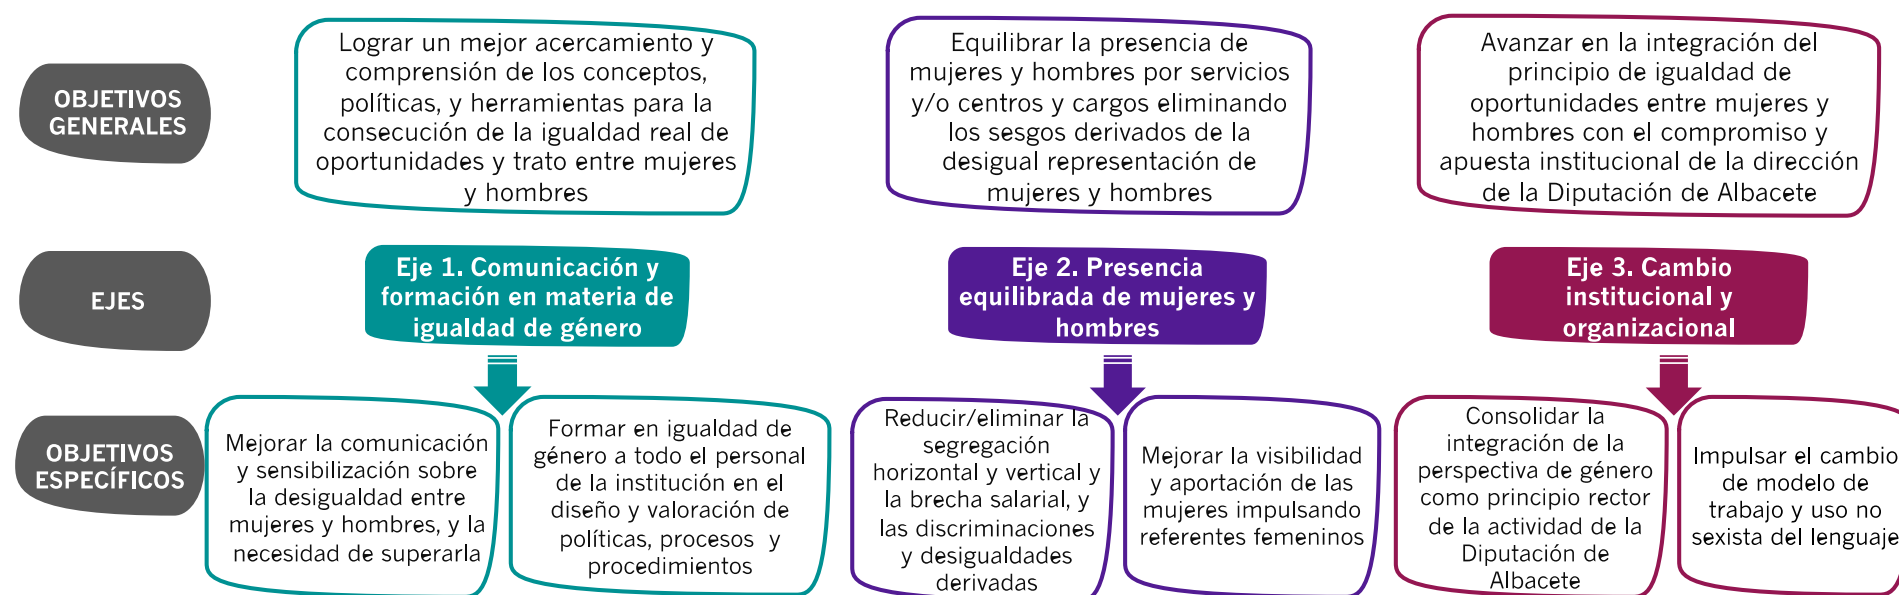 OBJETIVOS
GENERALES
Lograr un mejor acercamiento y
comprensión de los conceptos,
políticas, y herramientas para la
consecución de la igualdad real de
oportunidades y trato entre mujeres
y hombres
Equilibrar la presencia de
mujeres y hombres por servicios
y/o centros y cargos eliminando
los sesgos derivados de la
desigual representación de
mujeres y hombres
Avanzar en la integración del
principio de igualdad de
oportunidades entre mujeres y
hombres con el compromiso y
apuesta institucional de la dirección
de la Diputación de Albacete
EJES
Eje 1. Comunicación y
formación en materia de
igualdad de género
Eje 2. Presencia
equilibrada de mujeres y
hombres
Eje 3. Cambio
institucional y
organizacional
OBJETIVOS
ESPECÍFICOS
Mejorar la comunicación
y sensibilización sobre
la desigualdad entre
mujeres y hombres, y la
necesidad de superarla
Formar en igualdad de
género a todo el personal
de la institución en el
diseño y valoración de
políticas, procesos y
procedimientos
Reducir/eliminar la
segregación
horizontal y vertical y
la brecha salarial, y
las discriminaciones
y desigualdades
derivadas
Mejorar la visibilidad
y aportación de las
mujeres impulsando
referentes femeninos
Consolidar la
integración de la
perspectiva de género
como principio rector
de la actividad de la
Diputación de
Albacete
Impulsar el cambio
de modelo de
trabajo y uso no
sexista del lenguaje